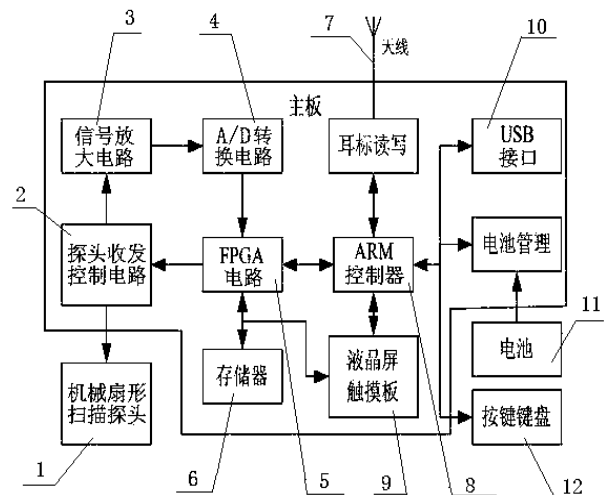 3
4
7
天线
10
主板
信号放
大电路
A/D转
换电路
耳标读写
USB
接口
2
探头收发
控制电路
FPGA
电路
ARM
控制器
电池管理
机械扇形
扫描探头
存储器
液晶屏
触摸板
电池
11
按键键盘
1
6
5
9
8
12